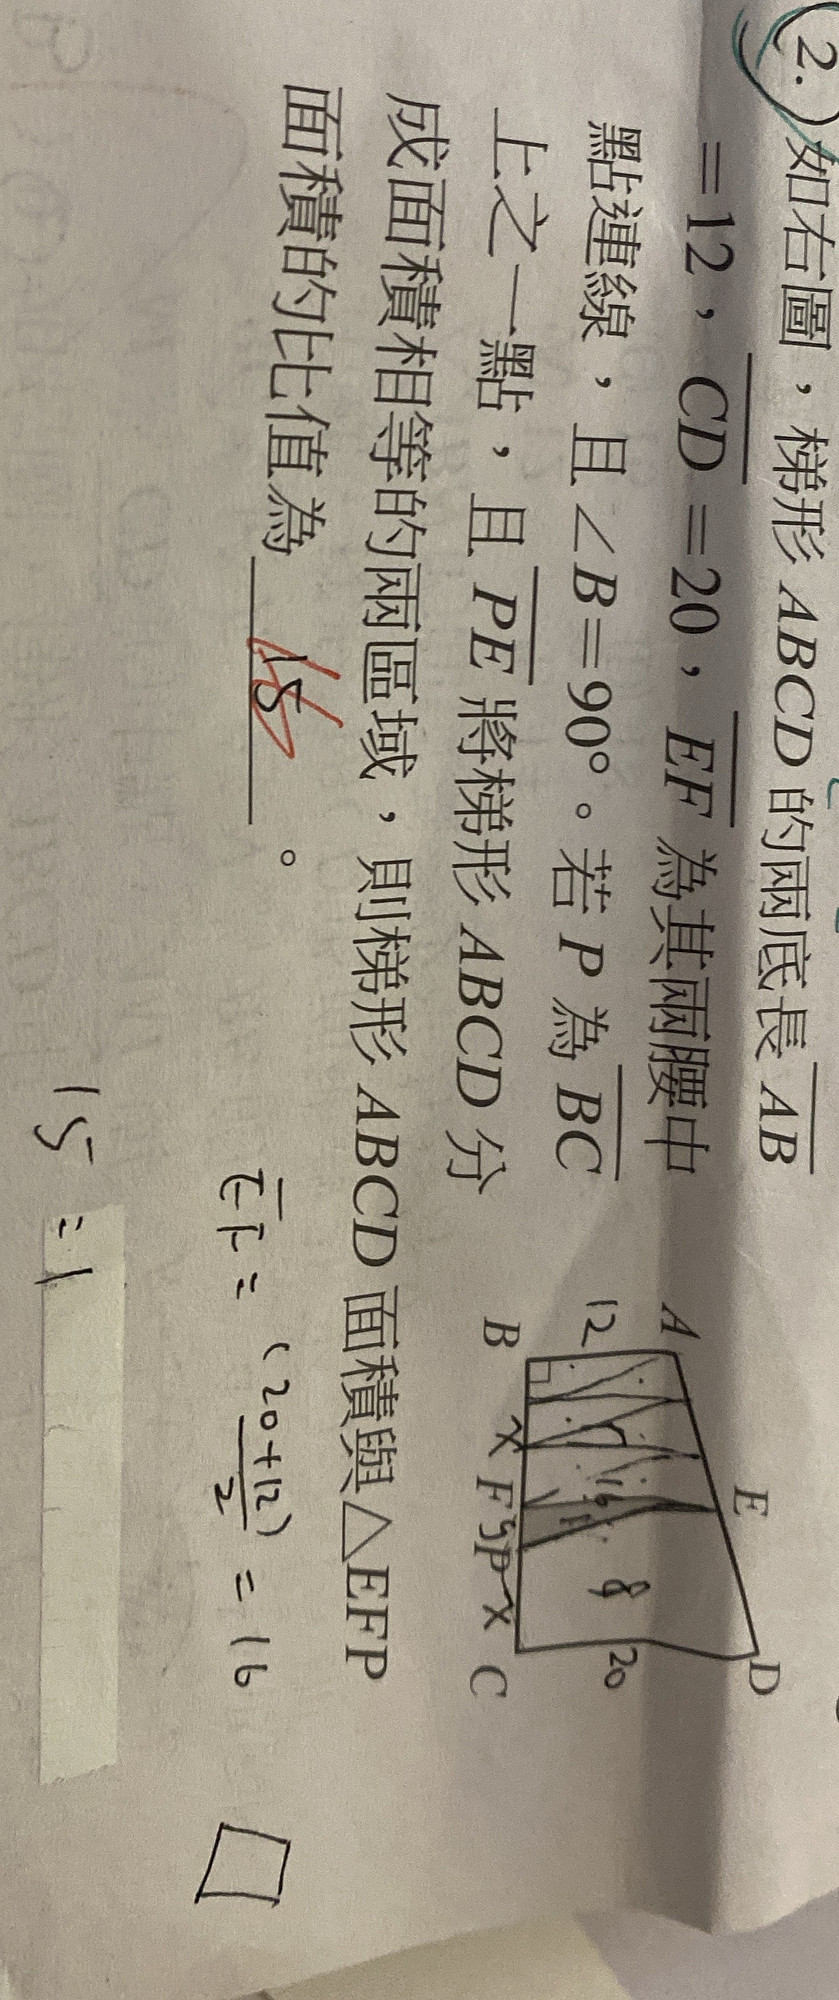 2. 如右圖，梯形 ABCD 的兩底長 AB
=12，CD=20，EF 為其兩腰中
點連線，且∠B=90°。若 P 為 BC
上之一點，且 PE 將梯形 ABCD 分
成面積相等的兩區域，則梯形 ABCD 面積與△EFP
面積的比值為 15 。
A
E
D
12
16
8
20
B
x
F
y
P
x
C
EF = (20+12)/2 = 16
15 = 1